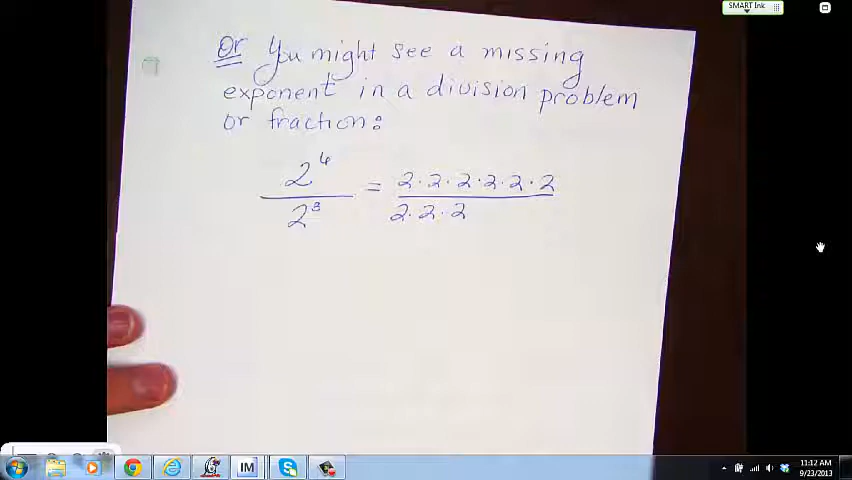 SMART Ink
Or You might see a missing
exponent in a division problem
or fraction:
2^6 / 2^3 = 2·2·2·2·2·2 / 2·2·2
IM
11:12 AM
9/23/2013